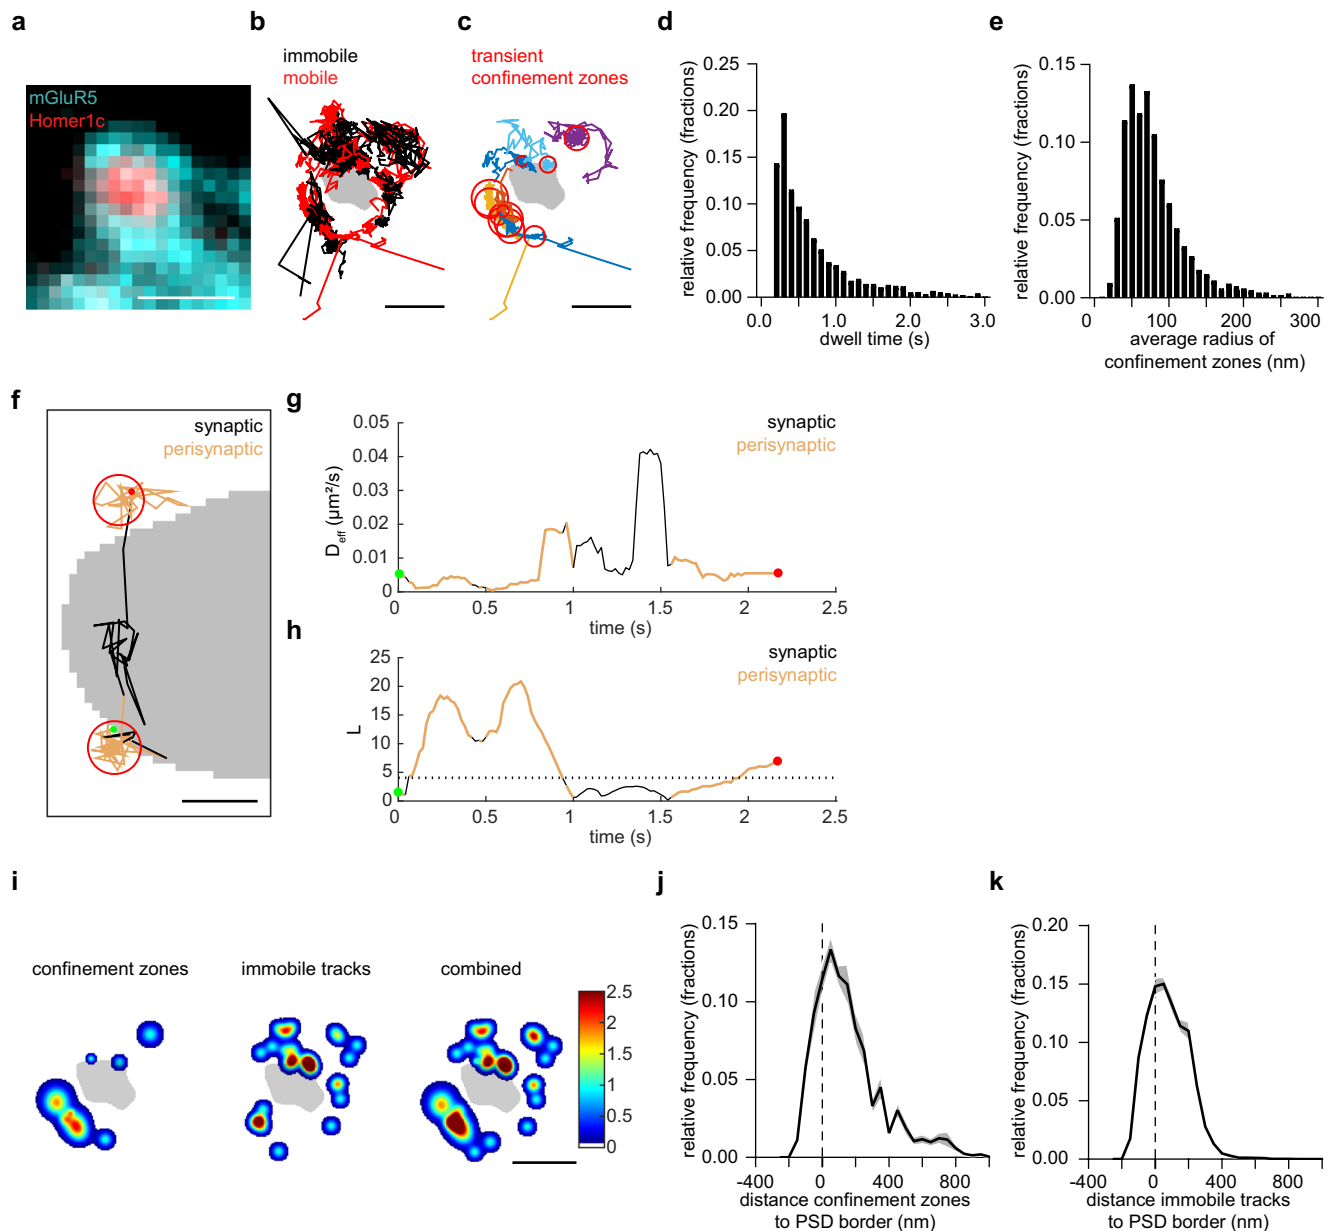 a
mGluR5
Homer1c
b
immobile
mobile
c
transient
confinement zones
d
relative frequency (fractions)
0.25
0.20
0.15
0.10
0.05
0.00
0.0 1.0 2.0 3.0
dwell time (s)
e
relative frequency (fractions)
0.15
0.10
0.05
0.00
0 100 200 300
average radius of
confinement zones (nm)
f
synaptic
perisynaptic
g
synaptic
perisynaptic
D_eff (µm²/s)
0.05
0.04
0.03
0.02
0.01
0
0 0.5 1 1.5 2 2.5
time (s)
h
synaptic
perisynaptic
L
25
20
15
10
5
0
0 0.5 1 1.5 2 2.5
time (s)
i
confinement zones
immobile tracks
combined
2.5
2
1.5
1
0.5
0
j
relative frequency (fractions)
0.15
0.10
0.05
0.00
-400 0 400 800
distance confinement zones
to PSD border (nm)
k
relative frequency (fractions)
0.20
0.15
0.10
0.05
0.00
-400 0 400 800
distance immobile tracks
to PSD border (nm)